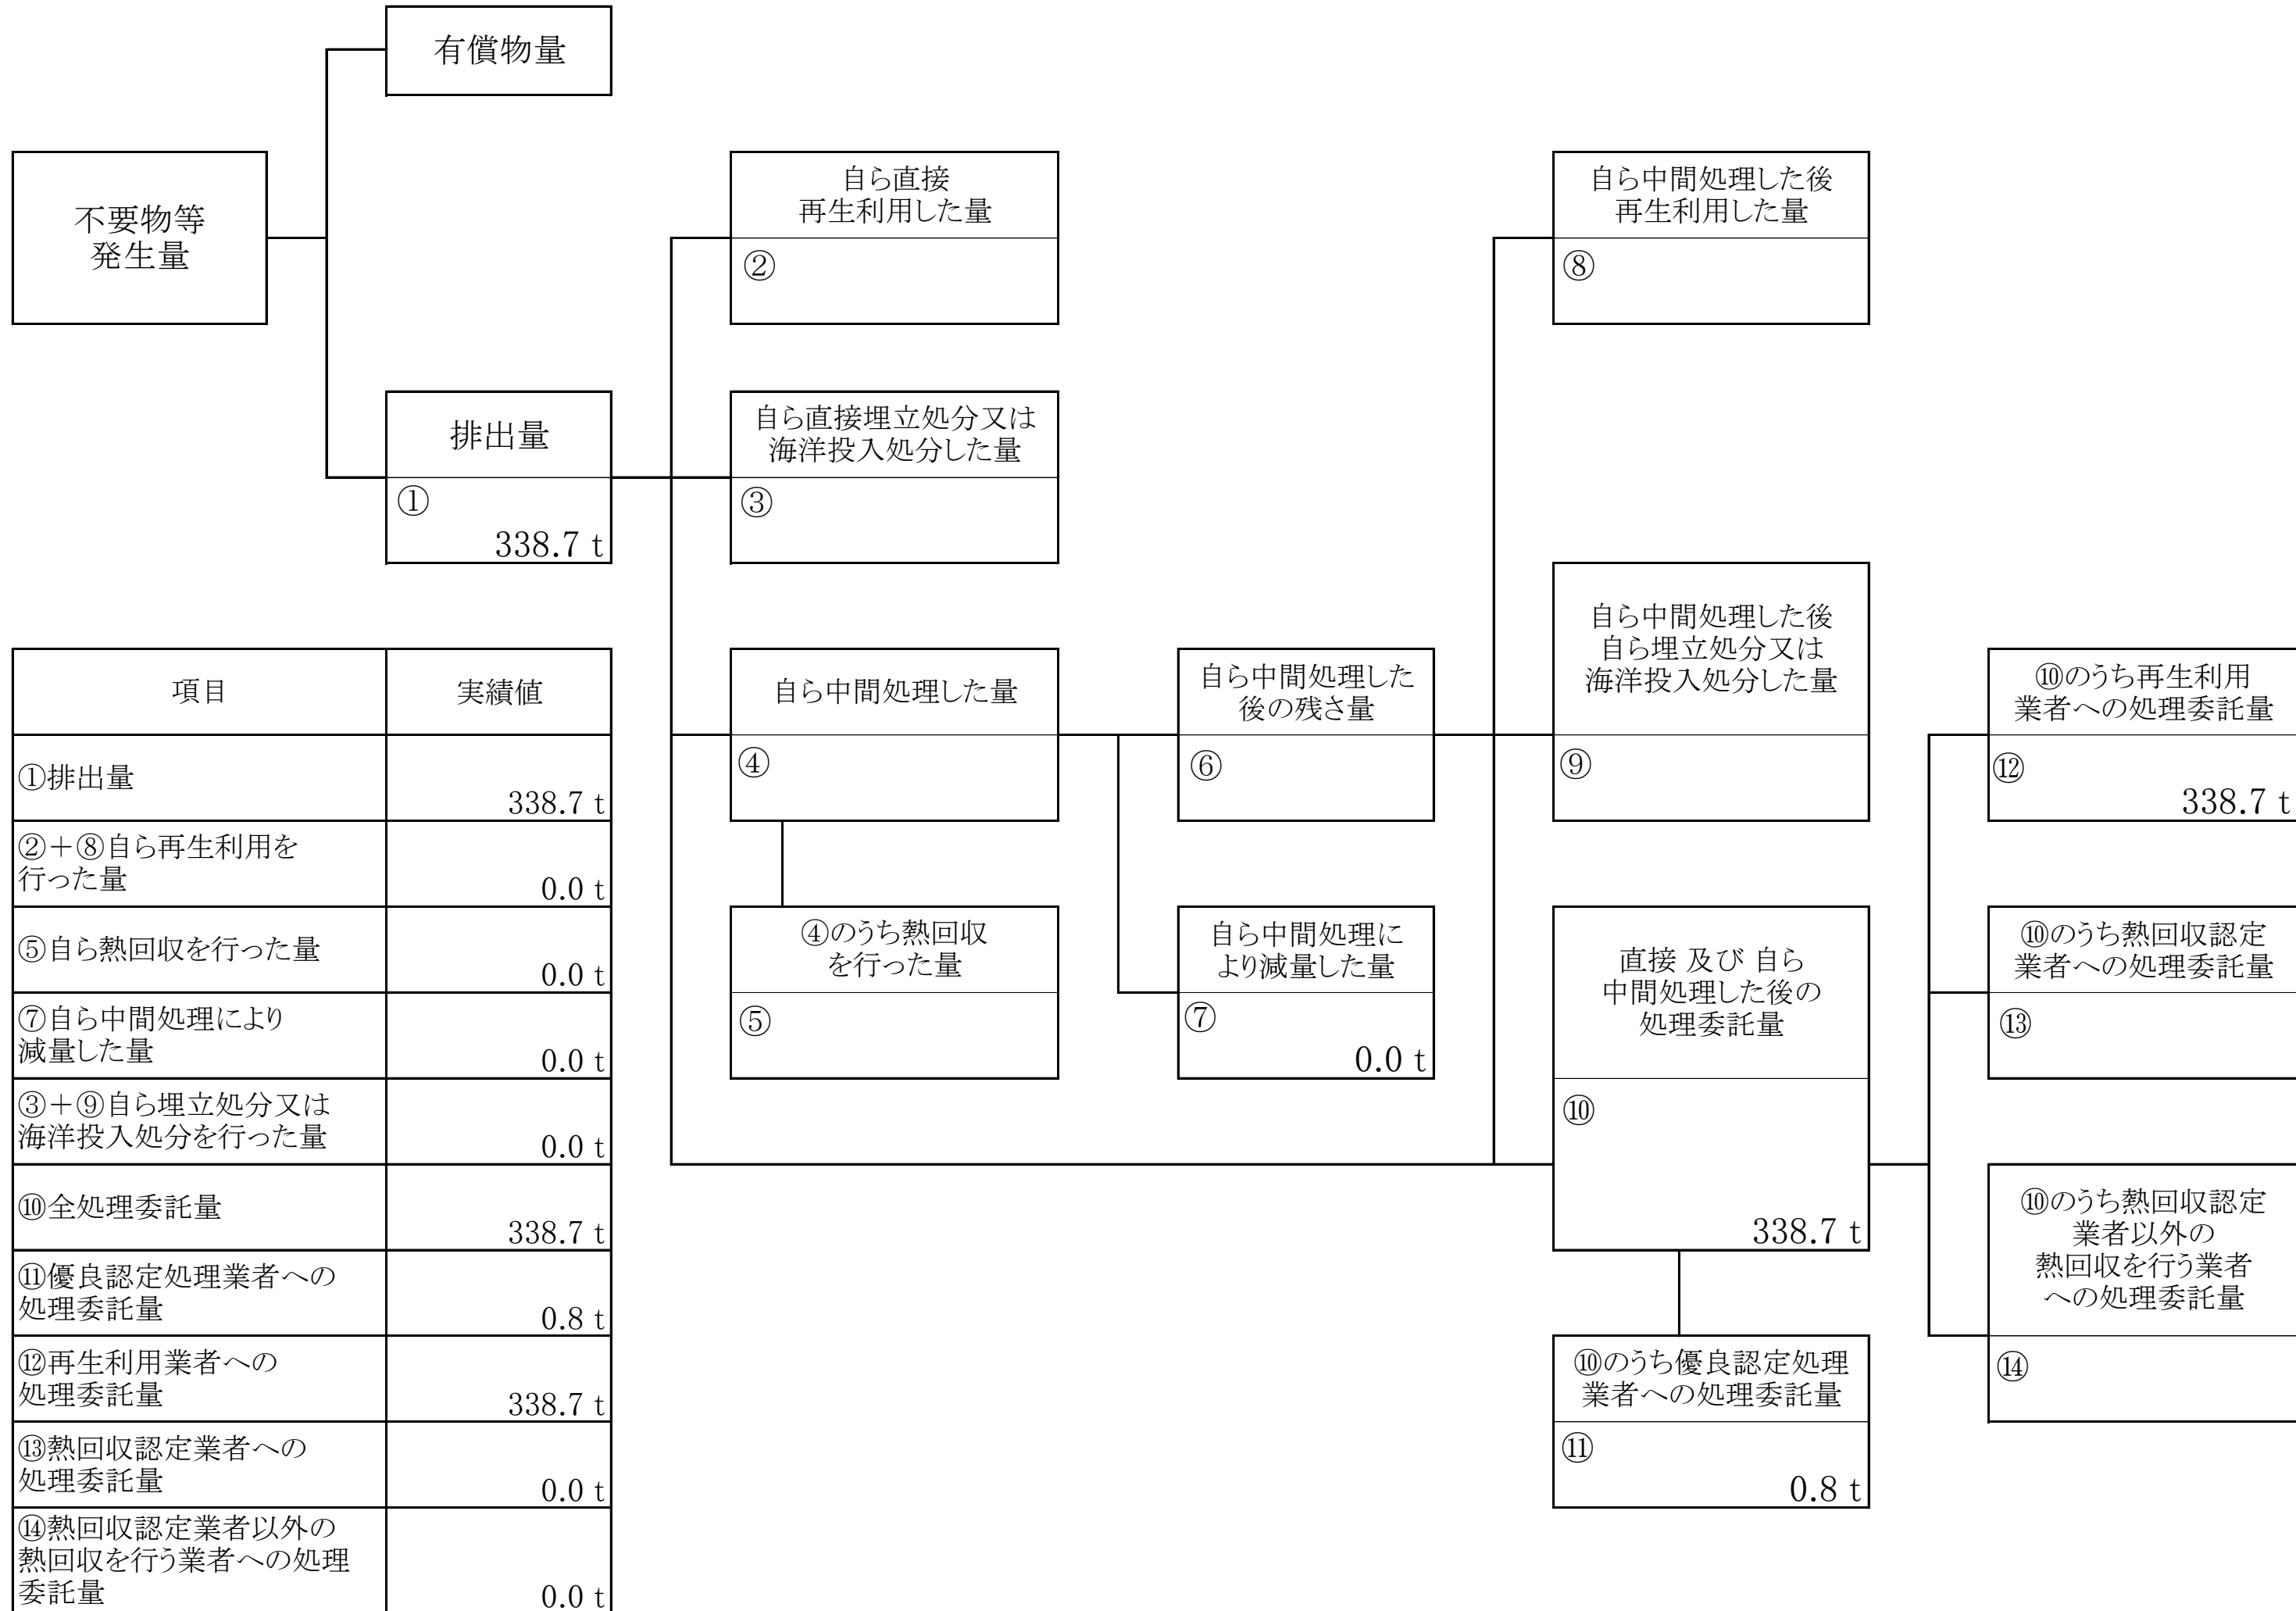 有償物量
不要物等
発生量
自ら直接
再生利用した量
②
自ら中間処理した後
再生利用した量
⑧
排出量
①
338.7 t
自ら直接埋立処分又は
海洋投入処分した量
③
自ら中間処理した量
④
自ら中間処理した
後の残さ量
⑥
自ら中間処理した後
自ら埋立処分又は
海洋投入処分した量
⑨
⑩のうち再生利用
業者への処理委託量
⑫
338.7 t
④のうち熱回収
を行った量
⑤
自ら中間処理に
より減量した量
⑦
0.0 t
直接 及び 自ら
中間処理した後の
処理委託量
⑩
338.7 t
⑩のうち熱回収認定
業者への処理委託量
⑬
⑩のうち熱回収認定
業者以外の
熱回収を行う業者
への処理委託量
⑭
⑩のうち優良認定処理
業者への処理委託量
⑪
0.8 t
項目 実績値
①排出量
338.7 t
②＋⑧自ら再生利用を
行った量
0.0 t
⑤自ら熱回収を行った量
0.0 t
⑦自ら中間処理により
減量した量
0.0 t
③＋⑨自ら埋立処分又は
海洋投入処分を行った量
0.0 t
⑩全処理委託量
338.7 t
⑪優良認定処理業者への
処理委託量
0.8 t
⑫再生利用業者への
処理委託量
338.7 t
⑬熱回収認定業者への
処理委託量
0.0 t
⑭熱回収認定業者以外の
熱回収を行う業者への処理
委託量
0.0 t